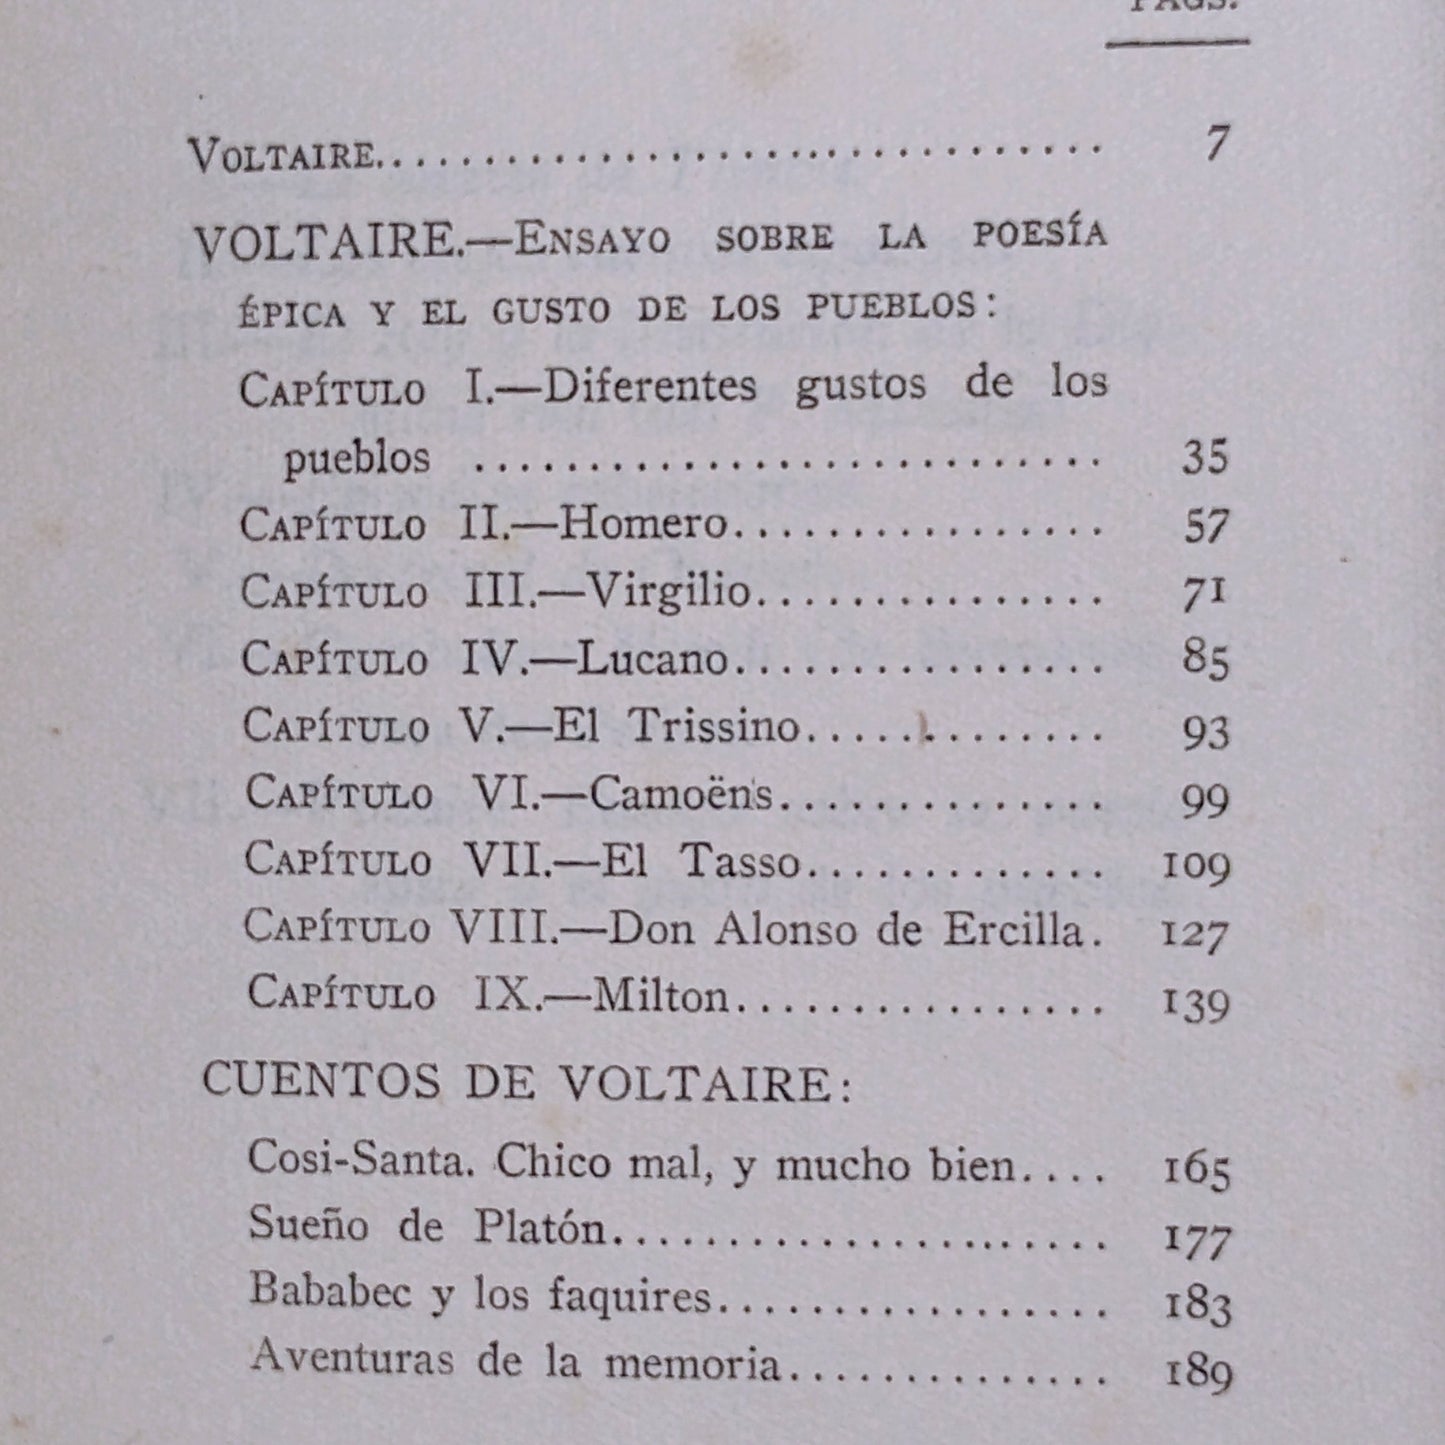 PÁGS.
VOLTAIRE.................................. 7
VOLTAIRE.—ENSAYO SOBRE LA POESÍA
ÉPICA Y EL GUSTO DE LOS PUEBLOS:
CAPÍTULO I.—Diferentes gustos de los
pueblos ........................... 35
CAPÍTULO II.—Homero................ 57
CAPÍTULO III.—Virgilio............... 71
CAPÍTULO IV.—Lucano................ 85
CAPÍTULO V.—El Trissino............. 93
CAPÍTULO VI.—Camoëns.............. 99
CAPÍTULO VII.—El Tasso............. 109
CAPÍTULO VIII.—Don Alonso de Ercilla. 127
CAPÍTULO IX.—Milton................ 139
CUENTOS DE VOLTAIRE:
Cosi-Santa. Chico mal, y mucho bien.... 165
Sueño de Platón...................... 177
Bababec y los faquires................. 183
Aventuras de la memoria.............. 189